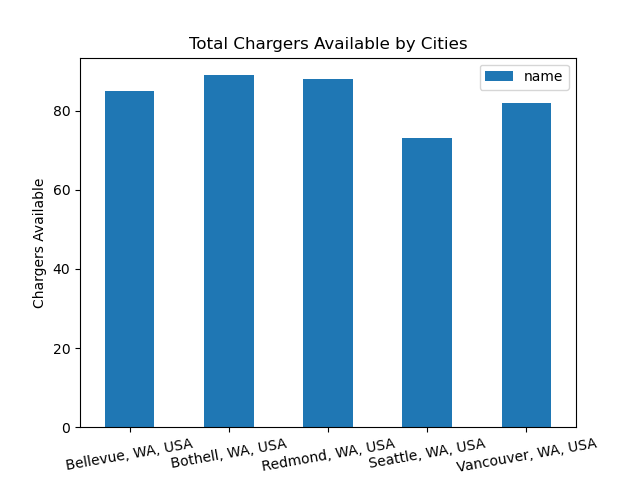 Total Chargers Available by Cities
name
Chargers Available
80
60
40
20
0
Bellevue, WA, USA
Bothell, WA, USA
Redmond, WA, USA
Seattle, WA, USA
Vancouver, WA, USA